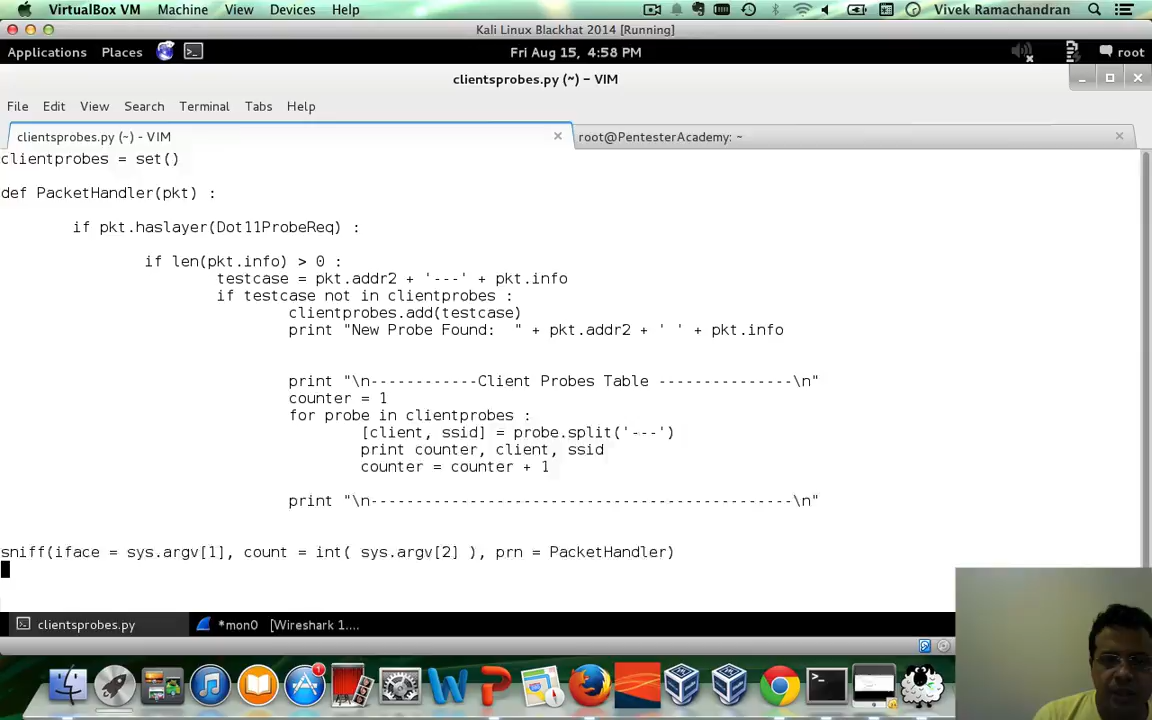 VirtualBox VM Machine View Devices Help Vivek Ramachandran
Kali Linux Blackhat 2014 [Running]
Applications Places Fri Aug 15, 4:58 PM root
clientsprobes.py (~) - VIM
File Edit View Search Terminal Tabs Help
clientsprobes.py (~) - VIM root@PentesterAcademy: ~
clientprobes = set()
def PacketHandler(pkt) :
if pkt.haslayer(Dot11ProbeReq) :
if len(pkt.info) > 0 :
testcase = pkt.addr2 + '---' + pkt.info
if testcase not in clientprobes :
clientprobes.add(testcase)
print "New Probe Found:  " + pkt.addr2 + ' ' + pkt.info
print "\n------------Client Probes Table ---------------\n"
counter = 1
for probe in clientprobes :
[client, ssid] = probe.split('---')
print counter, client, ssid
counter = counter + 1
print "\n-----------------------------------------------\n"
sniff(iface = sys.argv[1], count = int( sys.argv[2] ), prn = PacketHandler)
clientsprobes.py *mon0 [Wireshark 1....
1